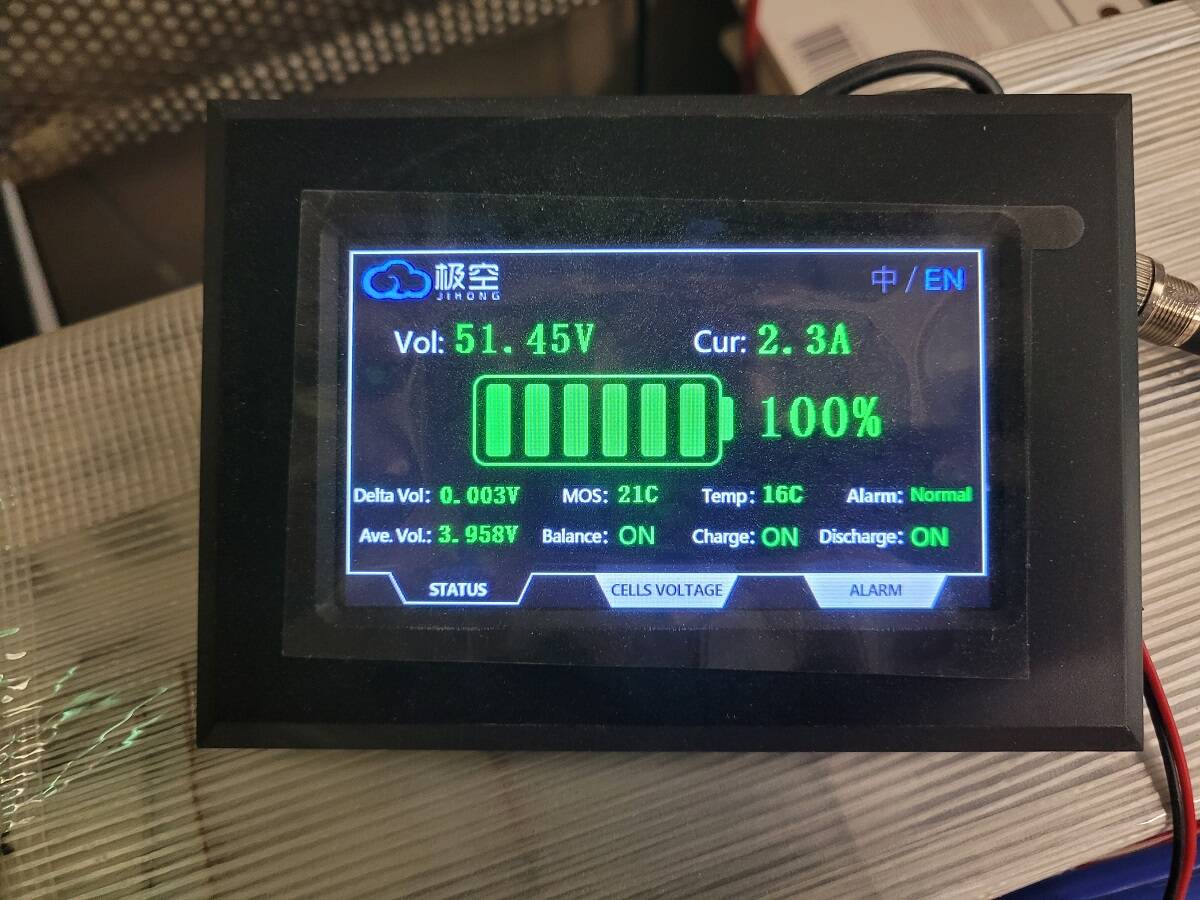 极空
JIHONG
中/EN
Vol: 51.45V Cur: 2.3A
100%
Delta Vol: 0.003V MOS: 21C Temp: 16C Alarm: Normal
Ave. Vol.: 3.958V Balance: ON Charge: ON Discharge: ON
STATUS CELLS VOLTAGE ALARM